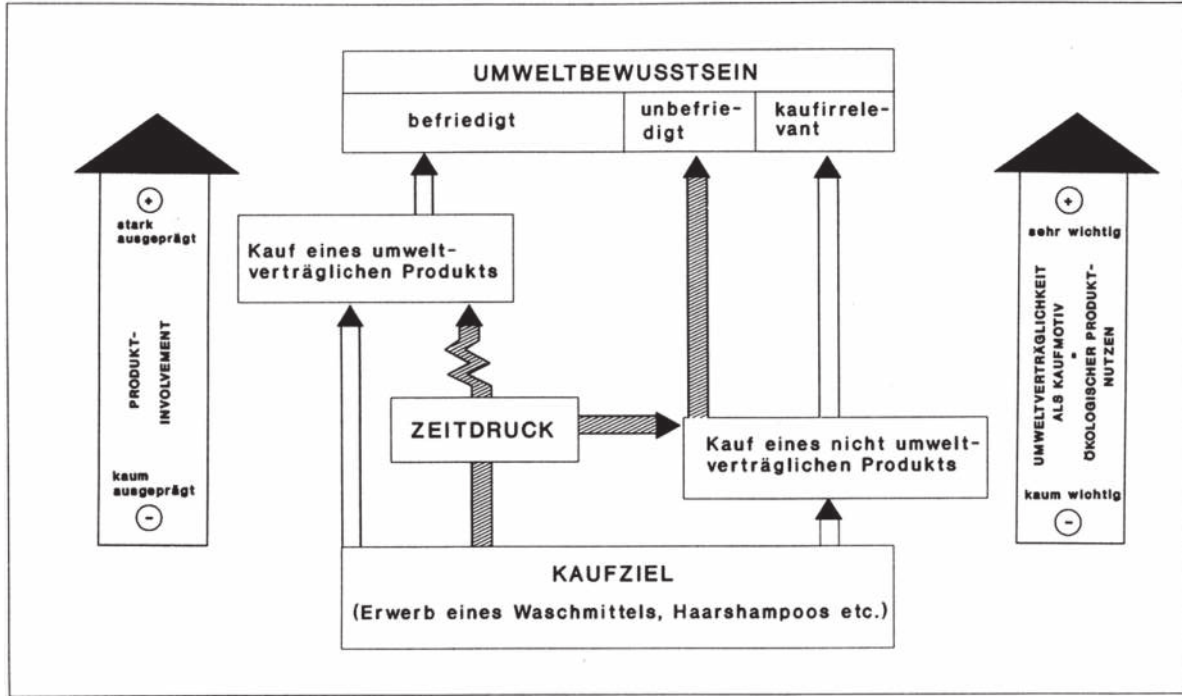 UMWELTBEWUSSTSEIN
befriedigt
unbefrie-
digt
kaufirrele-
vant
+
stark
ausgeprägt
PRODUKT-
INVOLVEMENT
kaum
ausgeprägt
-
Kauf eines umwelt-
verträglichen Produkts
ZEITDRUCK
Kauf eines nicht umwelt-
verträglichen Produkts
KAUFZIEL
(Erwerb eines Waschmittels, Haarshampoos etc.)
+
sehr wichtig
UMWELTVERTRÄGLICHKEIT
ALS KAUFMOTIV
=
ÖKOLOGISCHER PRODUKT-
NUTZEN
kaum wichtig
-